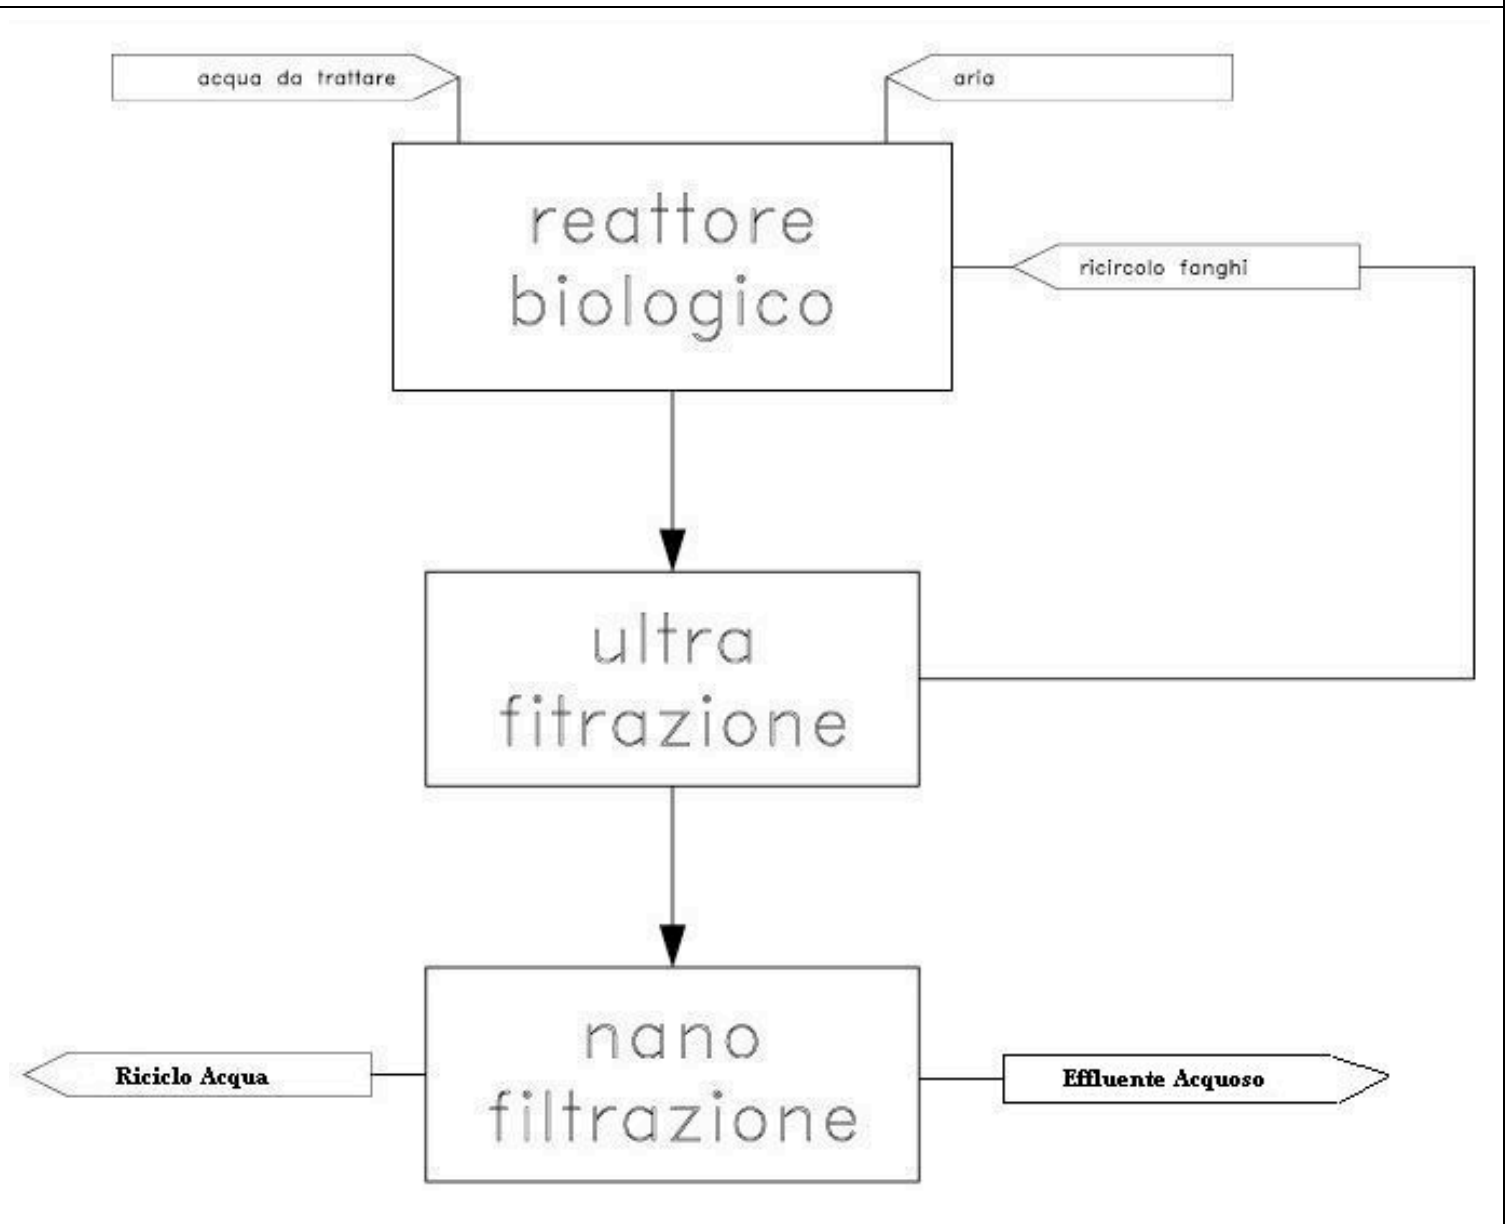 acqua da trattare
aria
reattore
biologico
ricircolo fanghi
ultra
fitrazione
nano
filtrazione
Riciclo Acqua
Effluente Acquoso